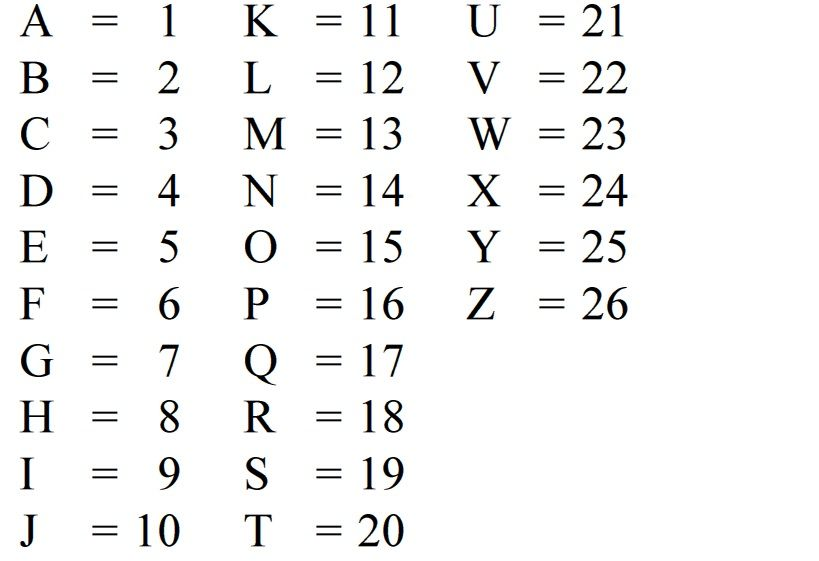 A = 1 K = 11 U = 21
B = 2 L = 12 V = 22
C = 3 M = 13 W = 23
D = 4 N = 14 X = 24
E = 5 O = 15 Y = 25
F = 6 P = 16 Z = 26
G = 7 Q = 17
H = 8 R = 18
I = 9 S = 19
J = 10 T = 20